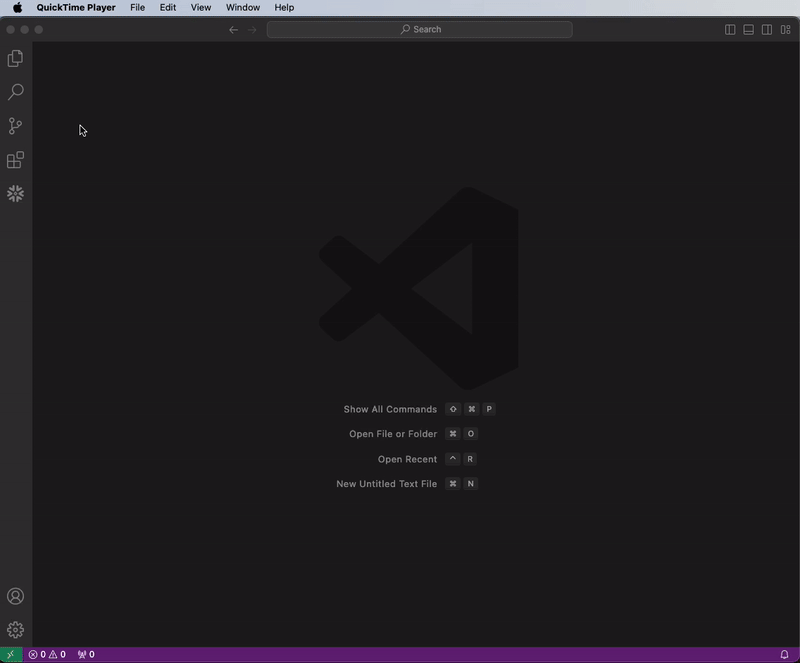 QuickTime Player File Edit View Window Help
Search
Show All Commands ⇧ ⌘ P
Open File or Folder ⌘ O
Open Recent ^ R
New Untitled Text File ⌘ N
0 0 0